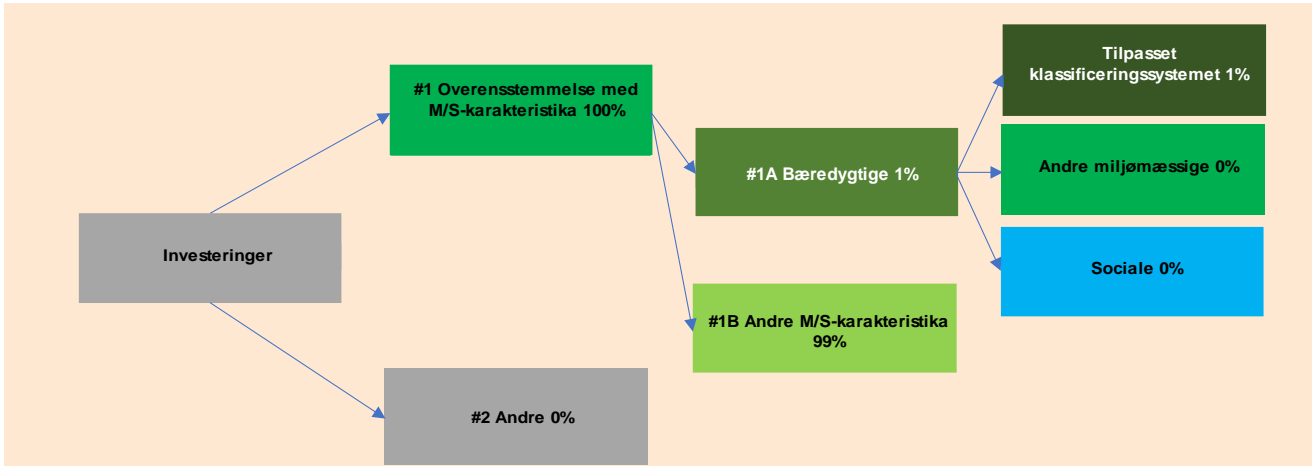 Tilpasset
klassificeringssystemet 1%
#1 Overensstemmelse med
M/S-karakteristika 100%
#1A Bæredygtige 1%
Andre miljømæssige 0%
Investeringer
Sociale 0%
#1B Andre M/S-karakteristika
99%
#2 Andre 0%